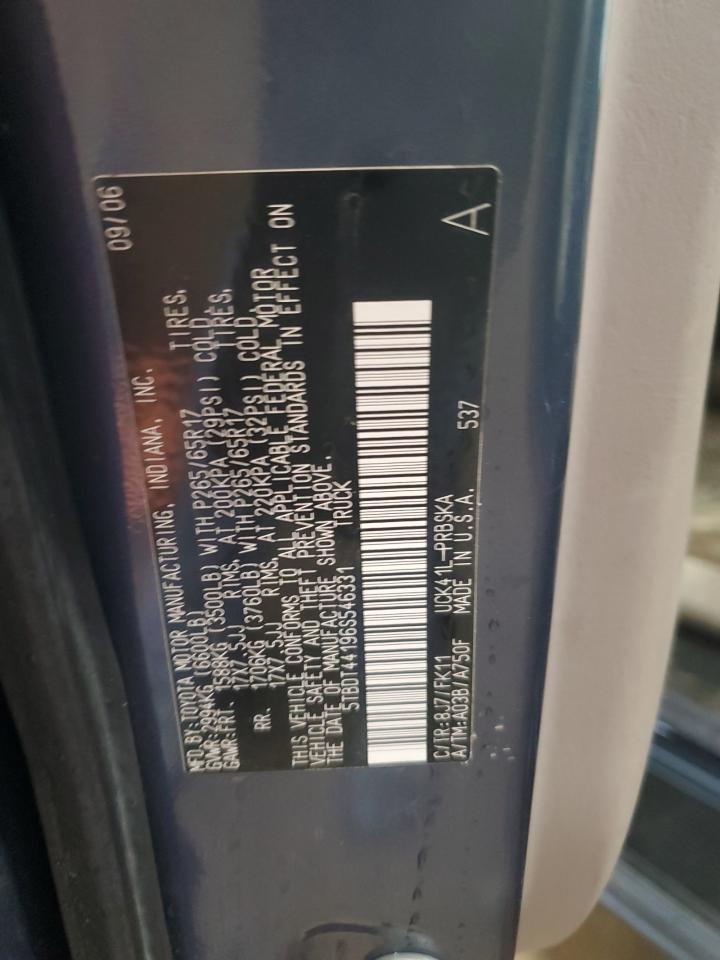 MFD BY:TOYOTA MOTOR MANUFACTURING, INDIANA, INC. 09/06
GVWR:2994KG(6600LB)
GAWR:FRT. 1588KG (3500LB) WITH P265/65R17 TIRES,
17X7.5JJ RIMS, AT 200KPA (29PSI) COLD.
RR. 1706KG (3760LB) WITH P265/65R17 TIRES,
17X7.5JJ RIMS, AT 220KPA (32PSI) COLD.
THIS VEHICLE CONFORMS TO ALL APPLICABLE FEDERAL MOTOR
VEHICLE SAFETY AND THEFT PREVENTION STANDARDS IN EFFECT ON
THE DATE OF MANUFACTURE SHOWN ABOVE.
5TBDT44196S546331 TRUCK
C/TR:8J7/FK11 UCK41L-PRBSKA
A/TM:A03B/A750F MADE IN U.S.A. 537 A